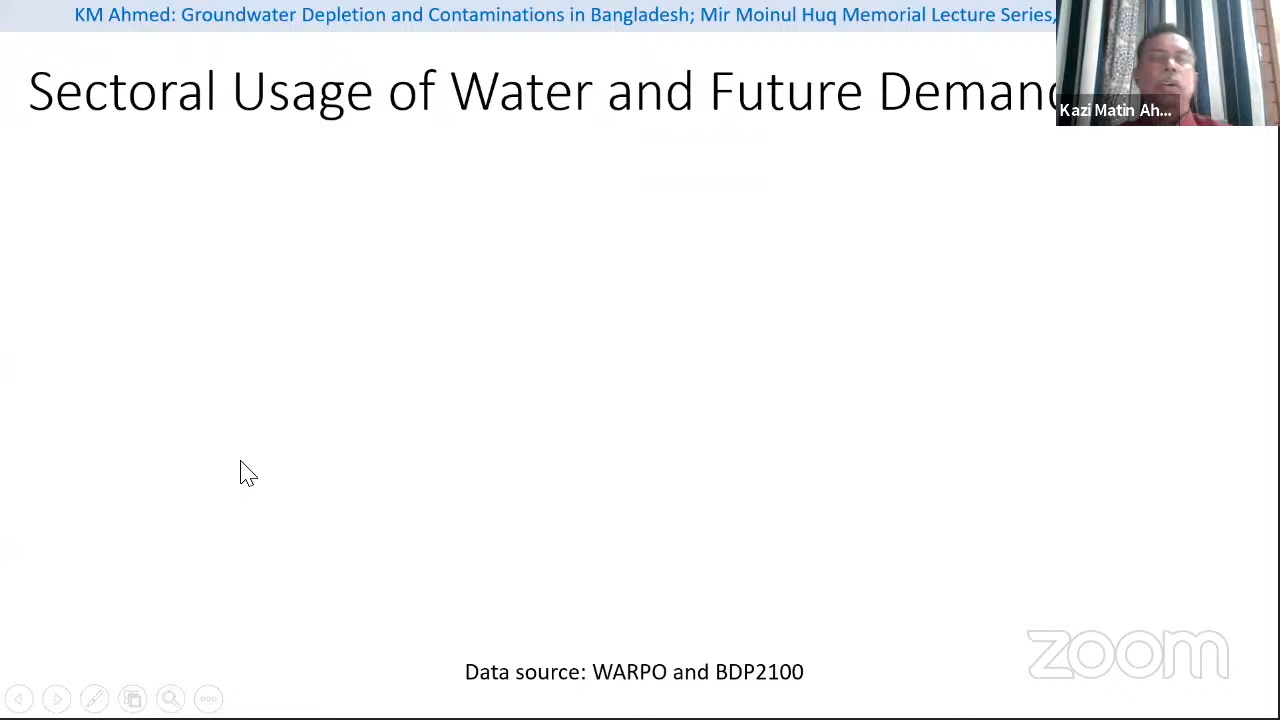 KM Ahmed: Groundwater Depletion and Contaminations in Bangladesh; Mir Moinul Huq Memorial Lecture Series,
Sectoral Usage of Water and Future Deman
Kazi Matin Ah...
Data source: WARPO and BDP2100
zoom